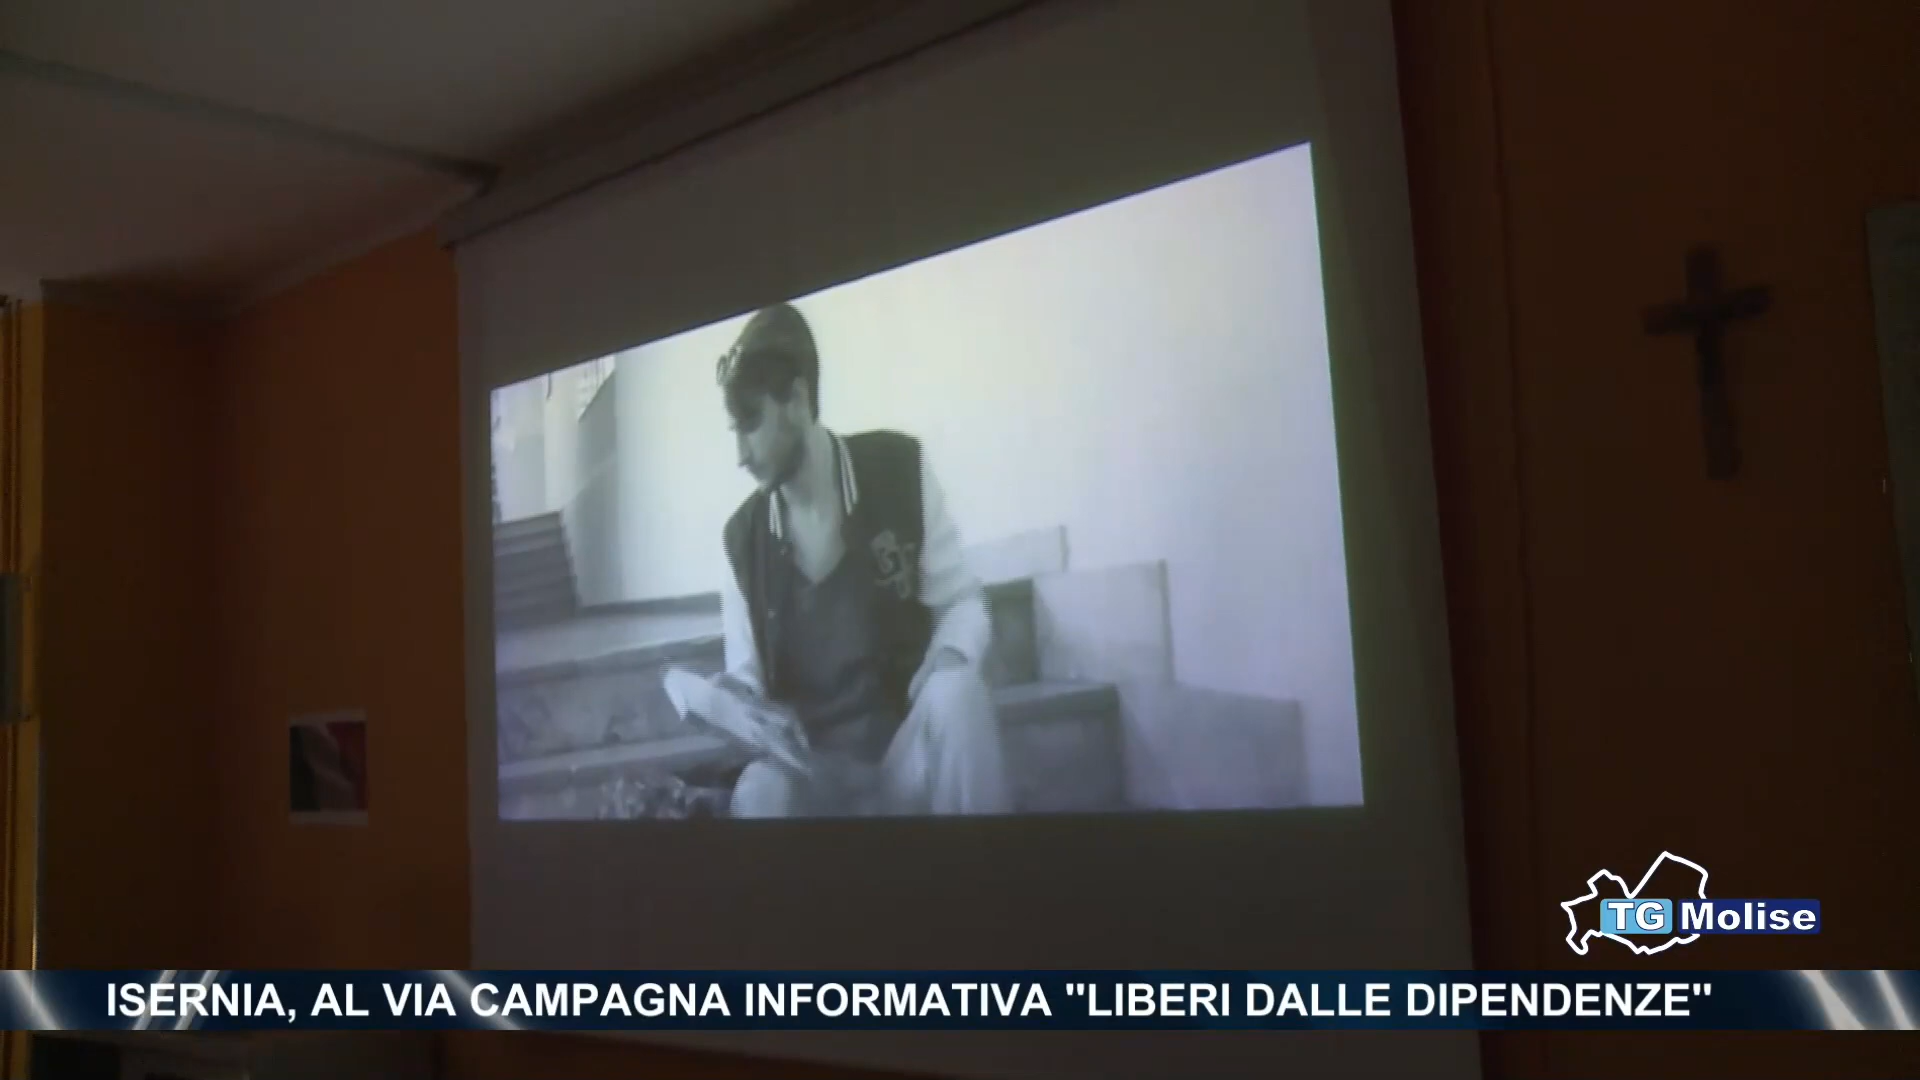 TG Molise
ISERNIA, AL VIA CAMPAGNA INFORMATIVA "LIBERI DALLE DIPENDENZE"